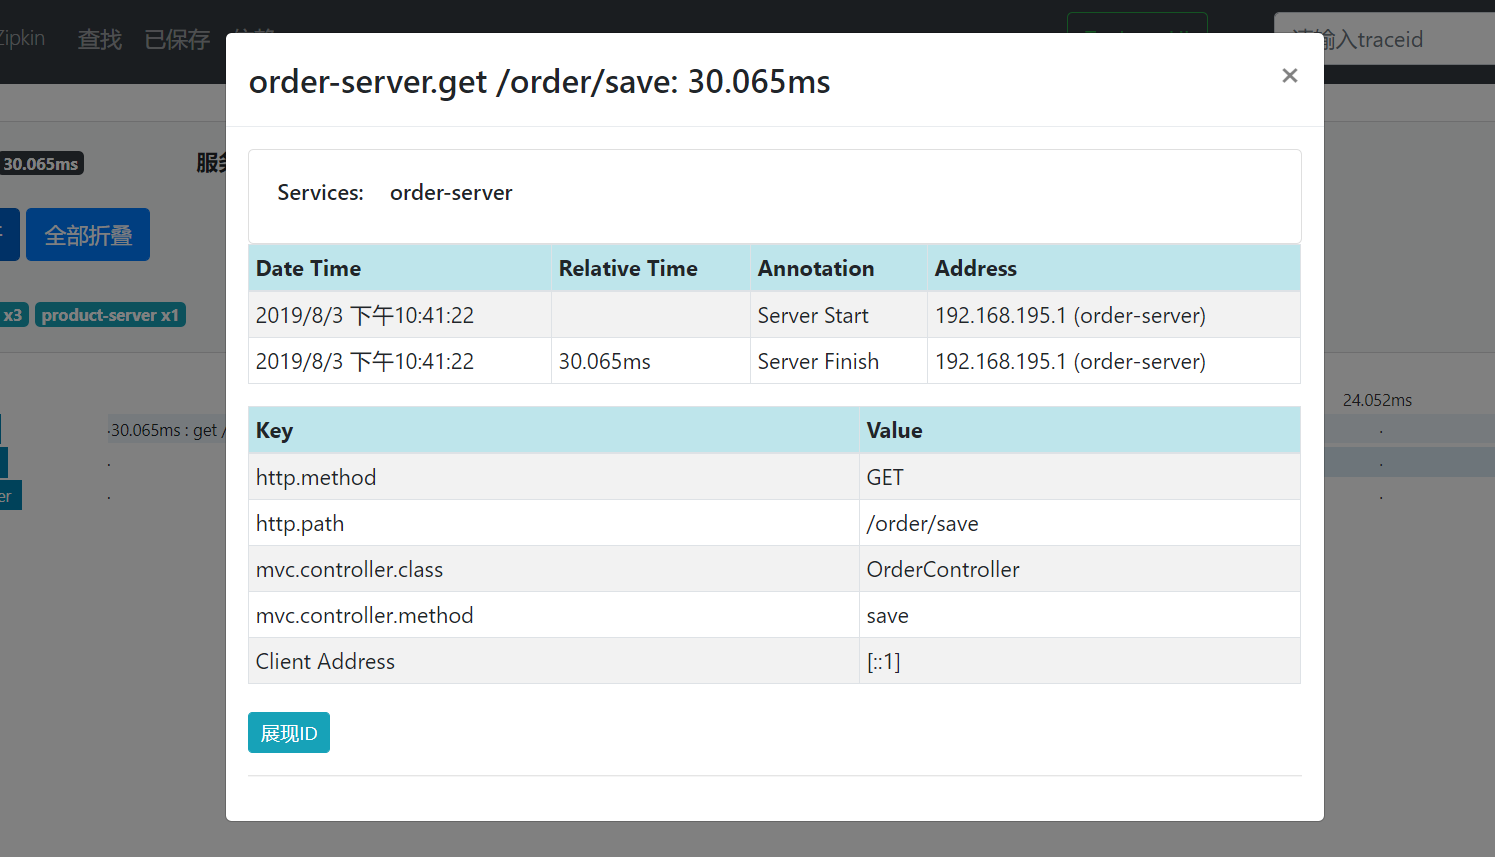 Zipkin 查找 已保存
输入traceid
order-server.get /order/save: 30.065ms
×
30.065ms
Services: order-server
全部折叠
Date Time Relative Time Annotation Address
x3 product-server x1
2019/8/3 下午10:41:22 Server Start 192.168.195.1 (order-server)
2019/8/3 下午10:41:22 30.065ms Server Finish 192.168.195.1 (order-server)
24.052ms
Key Value
·30.065ms : get /
http.method GET
er
http.path /order/save
mvc.controller.class OrderController
mvc.controller.method save
Client Address [::1]
展现ID